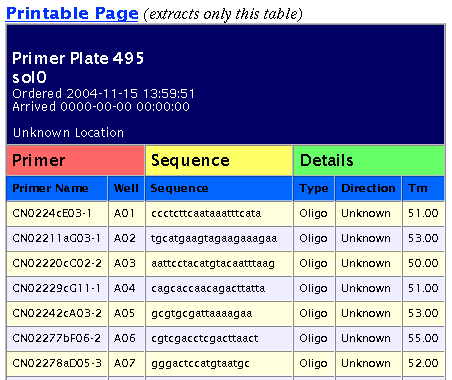 Printable Page (extracts only this table)
Primer Plate 495
sol0
Ordered 2004-11-15 13:59:51
Arrived 0000-00-00 00:00:00
Unknown Location
Primer Sequence Details
Primer Name Well Sequence Type Direction Tm
CN0224cE03-1 A01 ccctcttcaataaatttcata Oligo Unknown 51.00
CN02211aG03-1 A02 tgcatgaagtagaagaaagaa Oligo Unknown 53.00
CN02220cC02-2 A03 aattcctacatgtacaatttaag Oligo Unknown 50.00
CN02229cG11-1 A04 cagcaccaacagacttatta Oligo Unknown 51.00
CN02242cA03-2 A05 gcgtgcgattaaaagaa Oligo Unknown 53.00
CN02277bF06-2 A06 cgtcgacctcgacttaact Oligo Unknown 55.00
CN02278aD05-3 A07 gggactccatgtaatgc Oligo Unknown 52.00